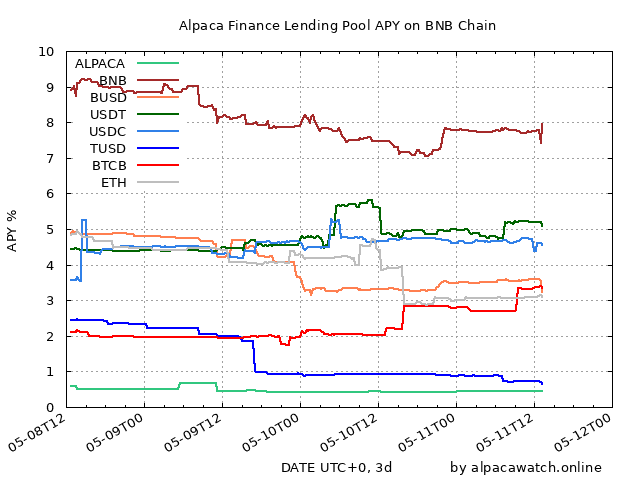 Alpaca Finance Lending Pool APY on BNB Chain
10
9
8
7
6
5
4
3
2
1
0
APY %
ALPACA
BNB
BUSD
USDT
USDC
TUSD
BTCB
ETH
05-08T12
05-09T00
05-09T12
05-10T00
05-10T12
05-11T00
05-11T12
05-12T00
DATE UTC+0, 3d
by alpacawatch.online